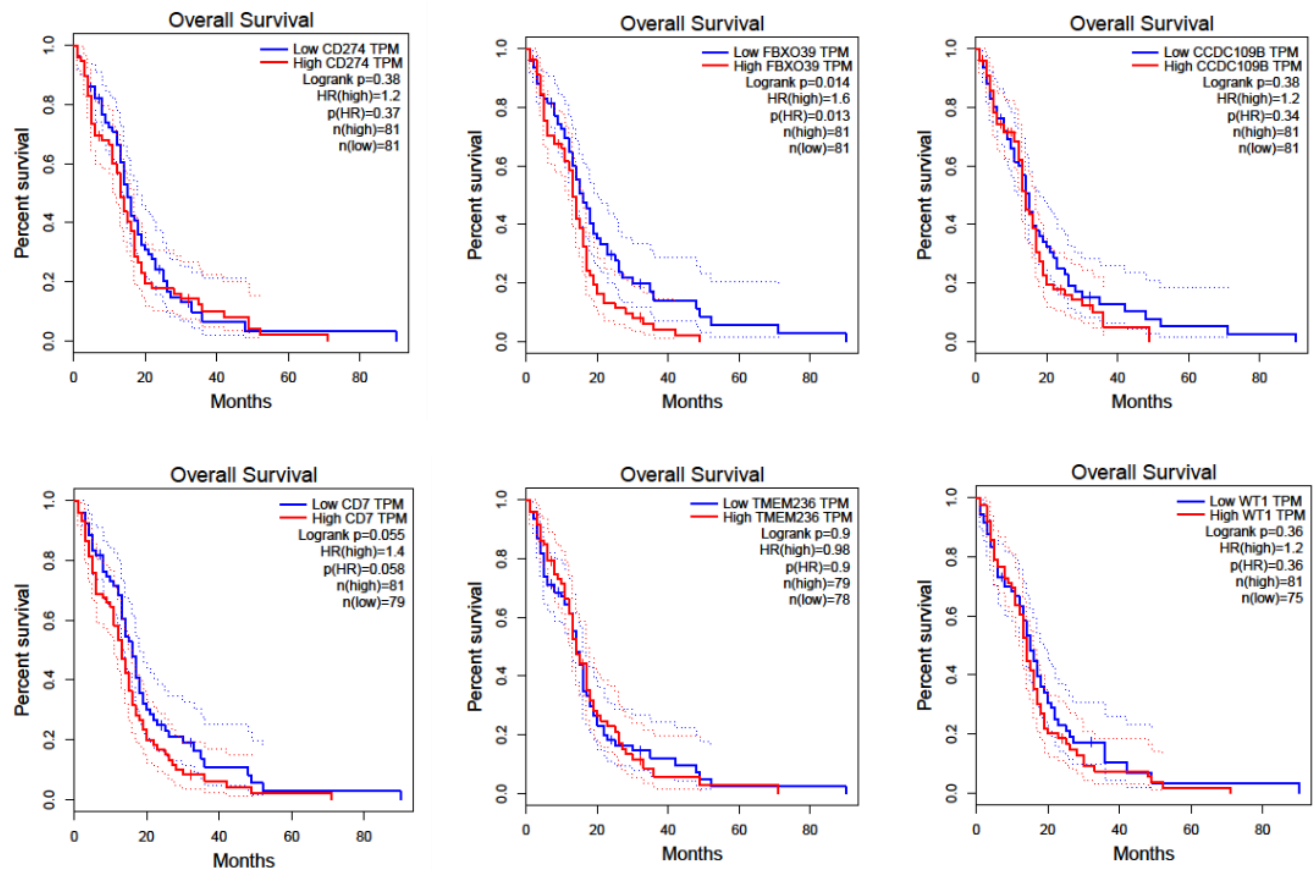 Overall Survival
Low CD274 TPM
High CD274 TPM
Logrank p=0.38
HR(high)=1.2
p(HR)=0.37
n(high)=81
n(low)=81
Percent survival
0.0
0.2
0.4
0.6
0.8
1.0
0 20 40 60 80
Months
Overall Survival
Low FBXO39 TPM
High FBXO39 TPM
Logrank p=0.014
HR(high)=1.6
p(HR)=0.013
n(high)=81
n(low)=81
Percent survival
0.0
0.2
0.4
0.6
0.8
1.0
0 20 40 60 80
Months
Overall Survival
Low CCDC109B TPM
High CCDC109B TPM
Logrank p=0.38
HR(high)=1.2
p(HR)=0.34
n(high)=81
n(low)=81
Percent survival
0.0
0.2
0.4
0.6
0.8
1.0
0 20 40 60 80
Months
Overall Survival
Low CD7 TPM
High CD7 TPM
Logrank p=0.055
HR(high)=1.4
p(HR)=0.058
n(high)=81
n(low)=79
Percent survival
0.0
0.2
0.4
0.6
0.8
1.0
0 20 40 60 80
Months
Overall Survival
Low TMEM236 TPM
High TMEM236 TPM
Logrank p=0.9
HR(high)=0.98
p(HR)=0.9
n(high)=79
n(low)=78
Percent survival
0.0
0.2
0.4
0.6
0.8
1.0
0 20 40 60 80
Months
Overall Survival
Low WT1 TPM
High WT1 TPM
Logrank p=0.36
HR(high)=1.2
p(HR)=0.36
n(high)=81
n(low)=75
Percent survival
0.0
0.2
0.4
0.6
0.8
1.0
0 20 40 60 80
Months